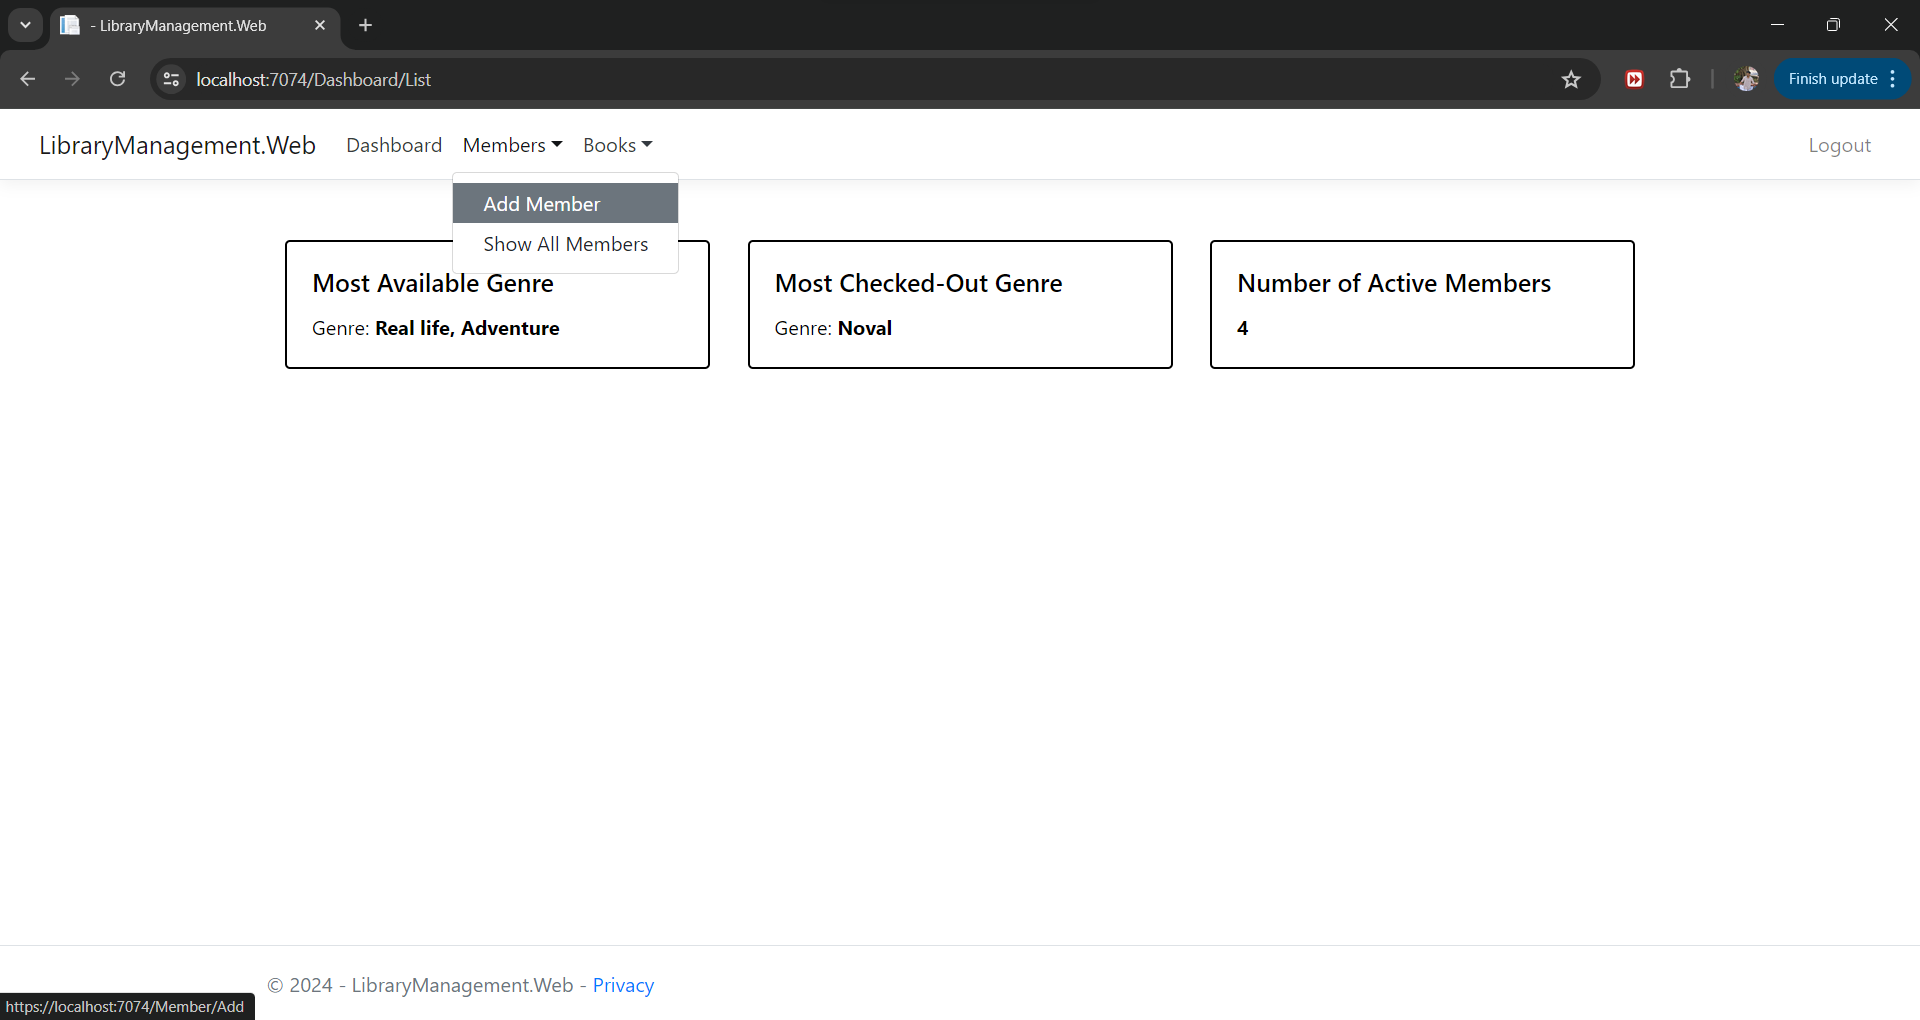 - LibraryManagement.Web
localhost:7074/Dashboard/List
Finish update
LibraryManagement.Web Dashboard Members Books Logout
Add Member
Show All Members
Most Available Genre
Genre: Real life, Adventure
Most Checked-Out Genre
Genre: Noval
Number of Active Members
4
© 2024 - LibraryManagement.Web - Privacy
https://localhost:7074/Member/Add